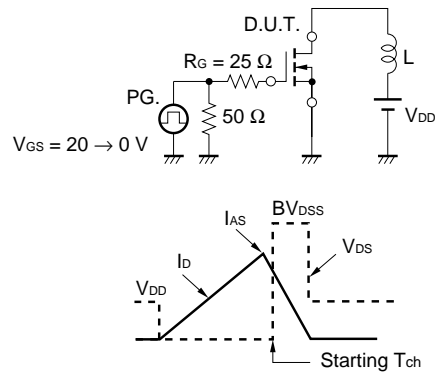 D.U.T.
RG = 25 Ω
L
PG.
50 Ω
VDD
VGS = 20 → 0 V
BVDSS
IAS
ID
VDS
VDD
Starting Tch